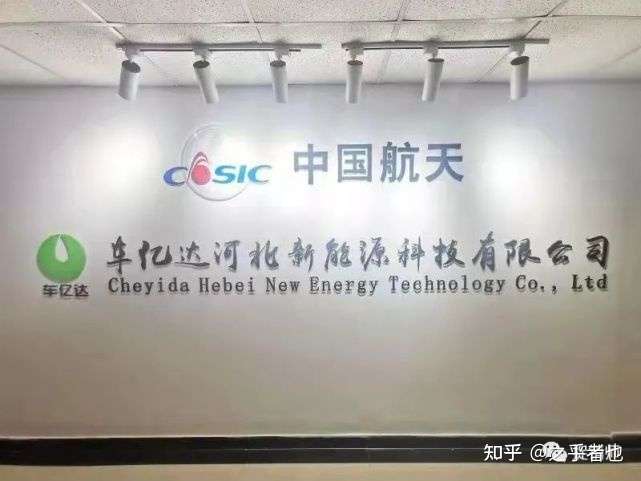 CASIC 中国航天
车亿达河北新能源科技有限公司
车亿达 Cheyida Hebei New Energy Technology Co., Ltd
知乎